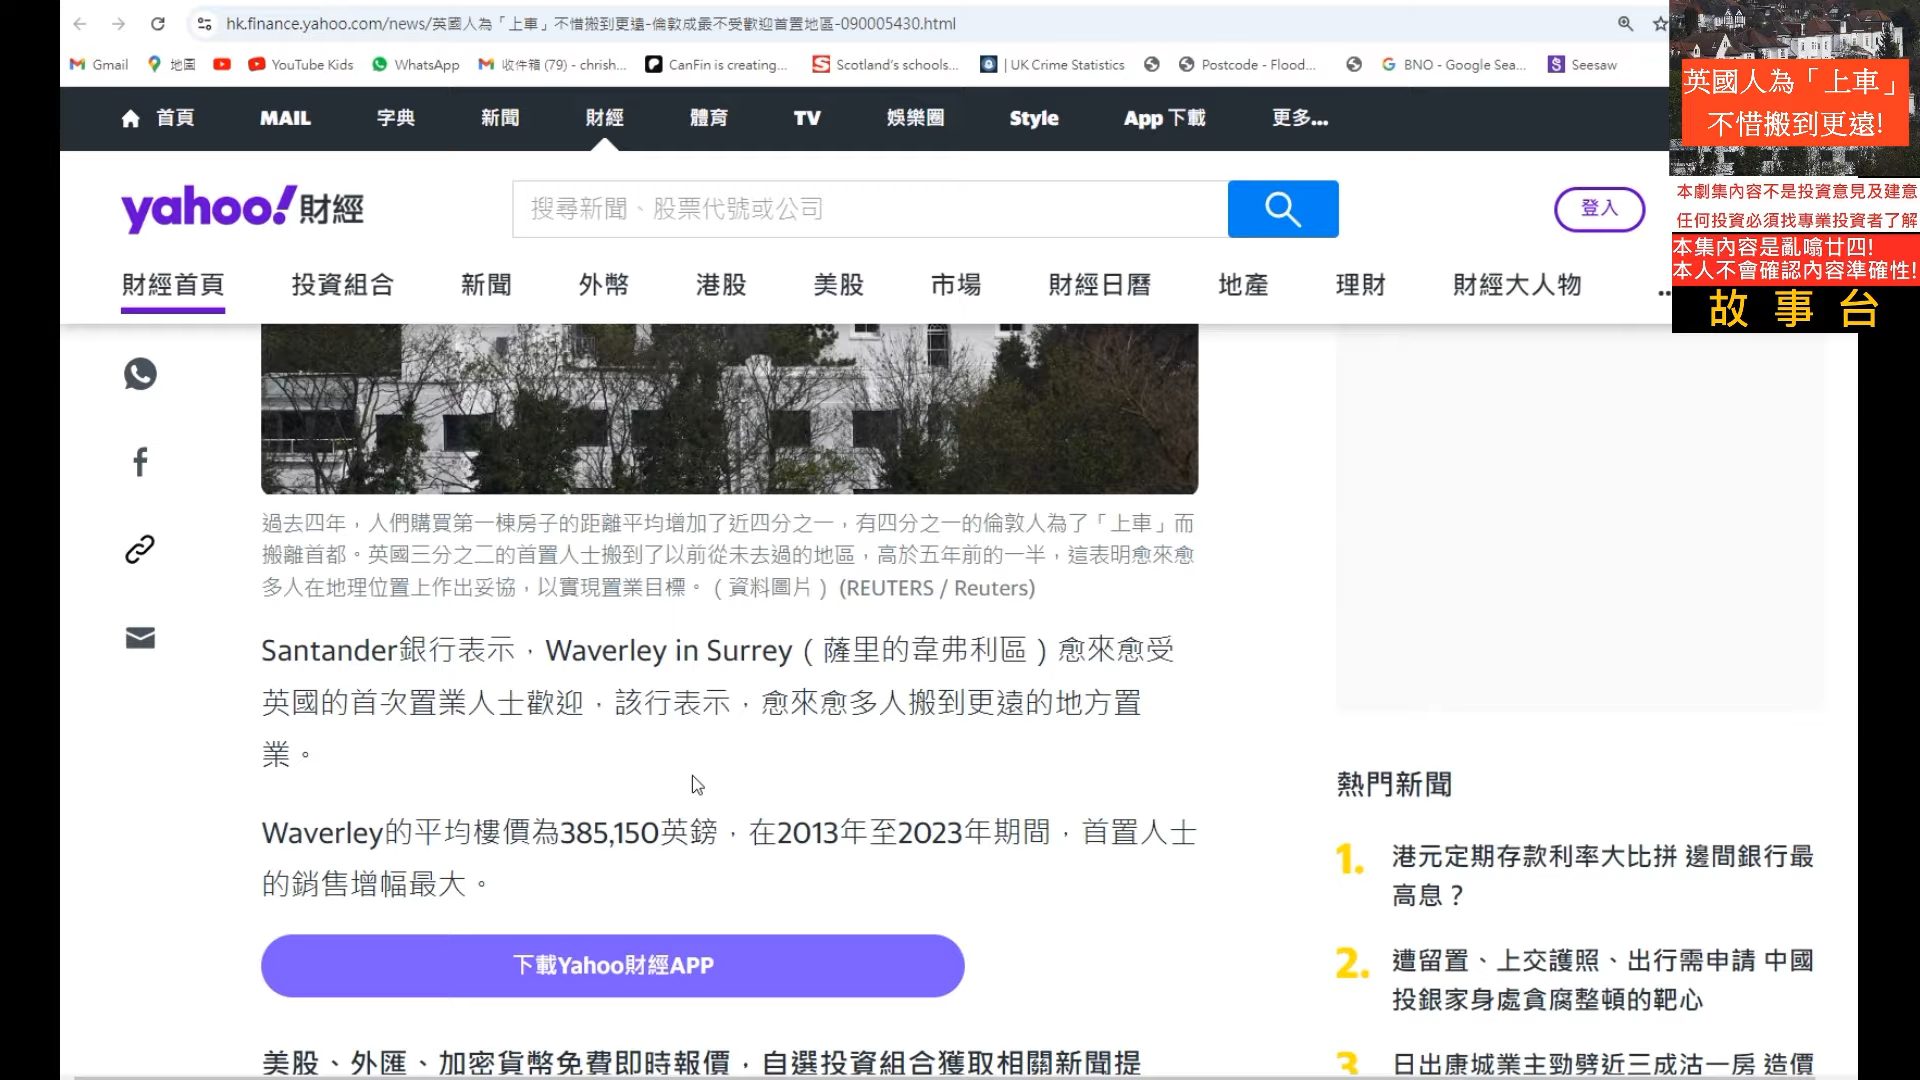 hk.finance.yahoo.com/news/英國人為「上車」不惜搬到更遠-倫敦成最不受歡迎首置地區-090005430.html
Gmail 地圖 YouTube Kids WhatsApp 收件箱 (79) - chrish... CanFin is creating... Scotland's schools... | UK Crime Statistics Postcode - Flood... BNO - Google Sea... Seesaw
英國人為「上車」
不惜搬到更遠!
首頁 MAIL 字典 新聞 財經 體育 TV 娛樂圈 Style App 下載 更多...
本劇集內容不是投資意見及建意
任何投資必須找專業投資者了解
本集內容是亂噏廿四!
本人不會確認內容準確性!
故事台
yahoo!財經
搜尋新聞、股票代號或公司
登入
財經首頁 投資組合 新聞 外幣 港股 美股 市場 財經日曆 地產 理財 財經大人物 ...
過去四年，人們購買第一棟房子的距離平均增加了近四分之一，有四分之一的倫敦人為了「上車」而
搬離首都。英國三分之二的首置人士搬到了以前從未去過的地區，高於五年前的一半，這表明愈來愈
多人在地理位置上作出妥協，以實現置業目標。（資料圖片） (REUTERS / Reuters)
Santander銀行表示，Waverley in Surrey（薩里的韋弗利區）愈來愈受
英國的首次置業人士歡迎，該行表示，愈來愈多人搬到更遠的地方置
業。
Waverley的平均樓價為385,150英鎊，在2013年至2023年期間，首置人士
的銷售增幅最大。
下載Yahoo財經APP
美股、外匯、加密貨幣免費即時報價，自選投資組合獲取相關新聞提
熱門新聞
1. 港元定期存款利率大比拼 邊間銀行最
高息？
2. 遭留置、上交護照、出行需申請 中國
投銀家身處貪腐整頓的靶心
3 日出康城業主勁劈近三成沽一房 造價